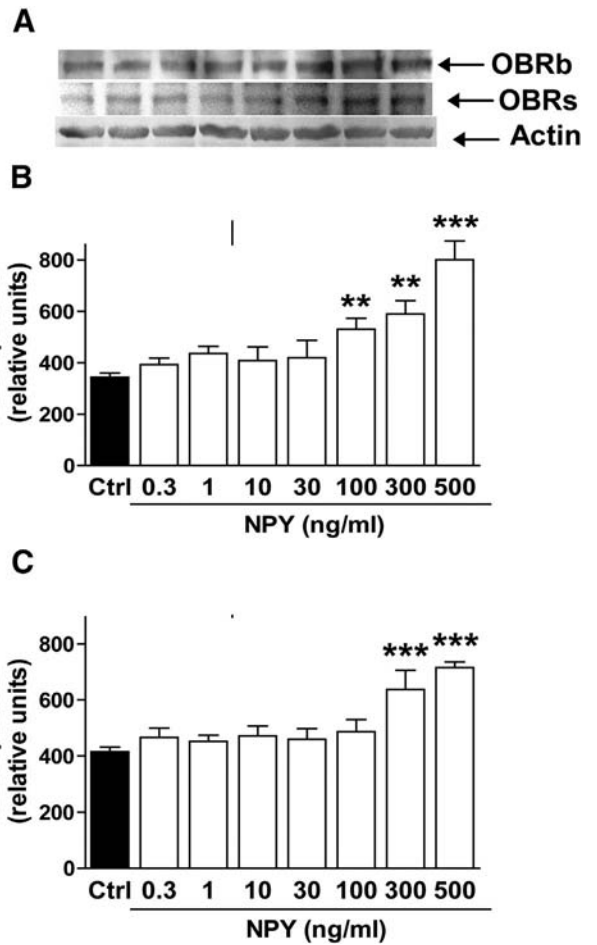 A
OBRb
OBRs
Actin
B
***
**
**
800
600
400
200
0
(relative units)
Ctrl 0.3 1 10 30 100 300 500
NPY (ng/ml)
C
*** ***
800
600
400
200
0
(relative units)
Ctrl 0.3 1 10 30 100 300 500
NPY (ng/ml)